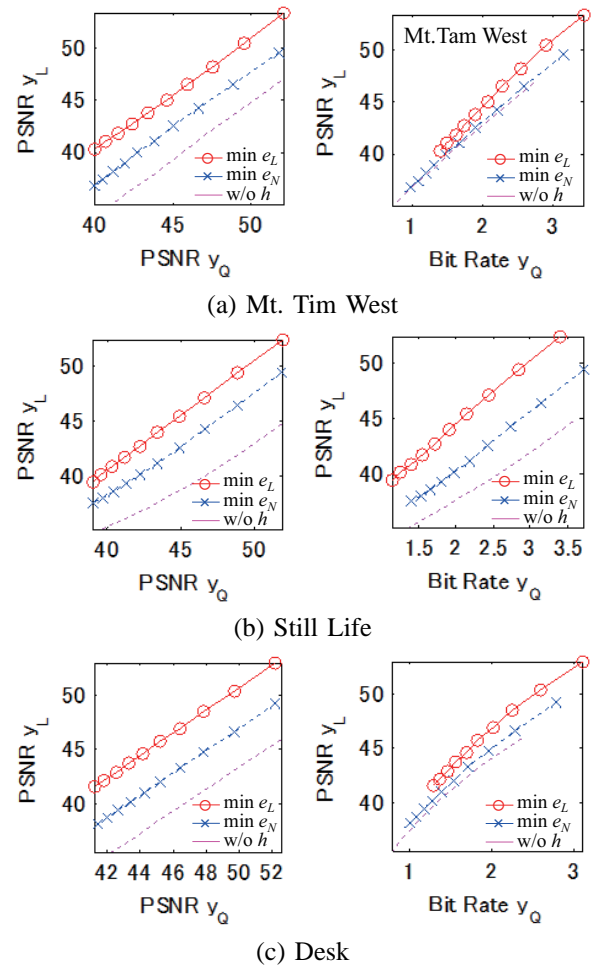 50
45
40
PSNR y_L
min e_L
min e_N
w/o h
40 45 50
PSNR y_Q
Mt.Tam West
50
45
40
PSNR y_L
min e_L
min e_N
w/o h
1 2 3
Bit Rate y_Q
(a) Mt. Tim West
50
45
40
PSNR y_L
min e_L
min e_N
w/o h
40 45 50
PSNR y_Q
50
45
40
PSNR y_L
min e_L
min e_N
w/o h
1.5 2 2.5 3 3.5
Bit Rate y_Q
(b) Still Life
50
45
40
PSNR y_L
min e_L
min e_N
w/o h
42 44 46 48 50 52
PSNR y_Q
50
45
40
PSNR y_L
min e_L
min e_N
w/o h
1 2 3
Bit Rate y_Q
(c) Desk